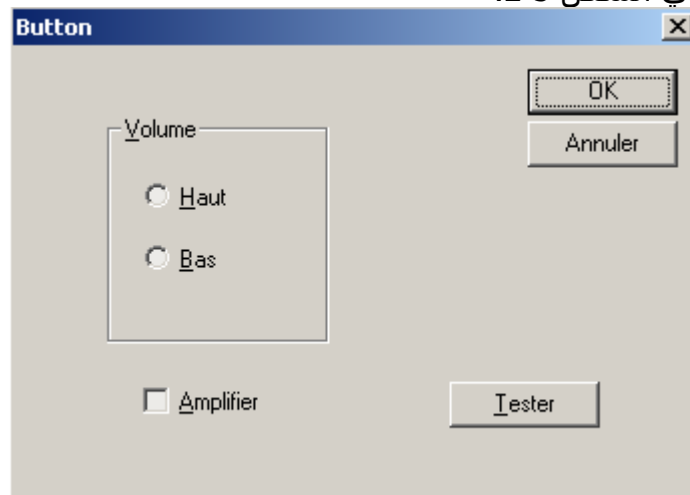 Button
OK
Annuler
Volume
Haut
Bas
Amplifier
Tester